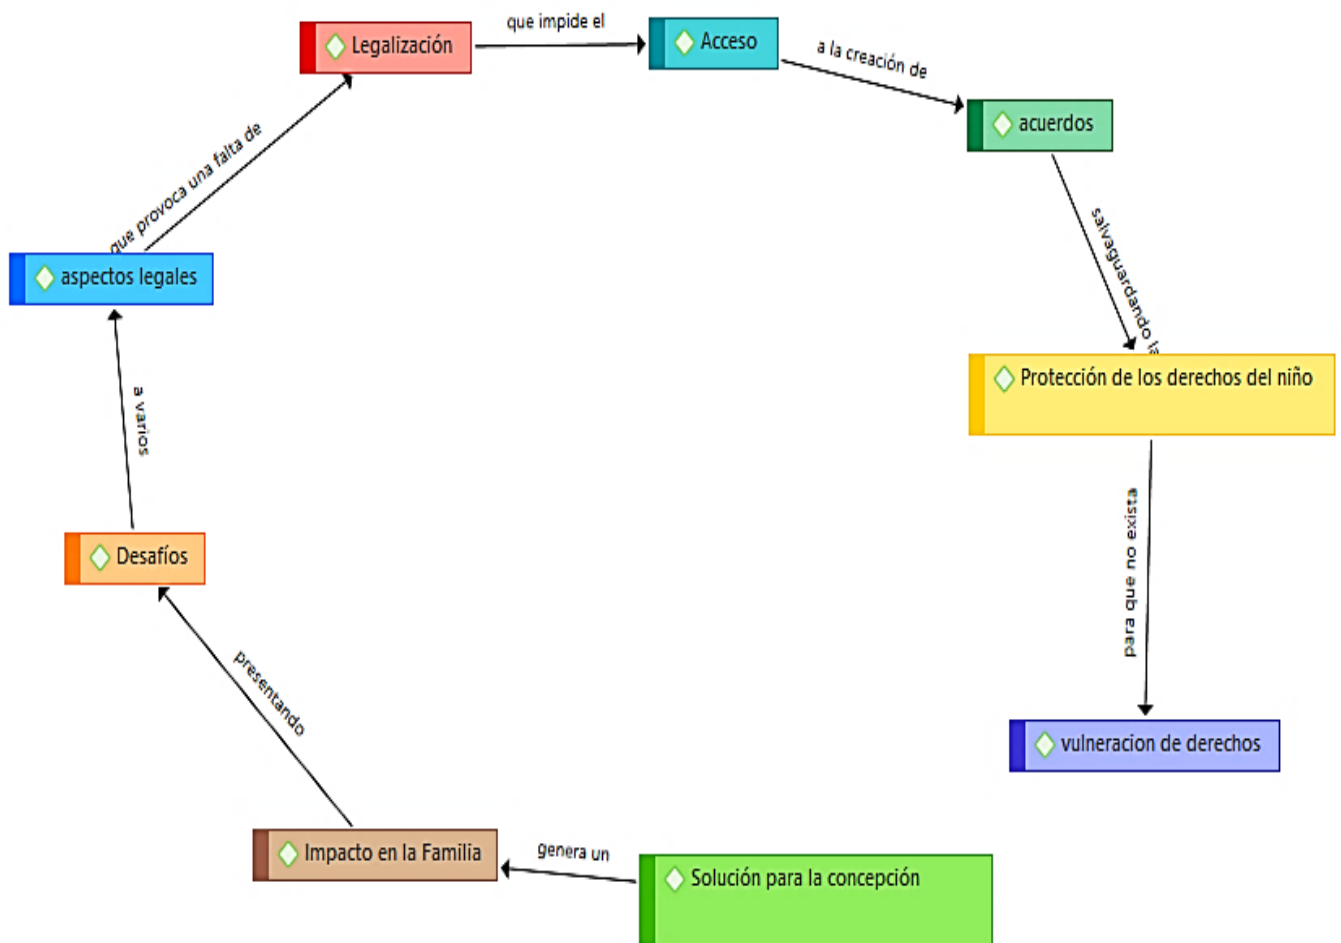 Legalización
que impide el
Acceso
a la creación de
acuerdos
que provoca una falta de
salvaguardando la
aspectos legales
Protección de los derechos del niño
a varios
para que no exista
Desafíos
presentando
vulneracion de derechos
Impacto en la Familia
genera un
Solución para la concepción